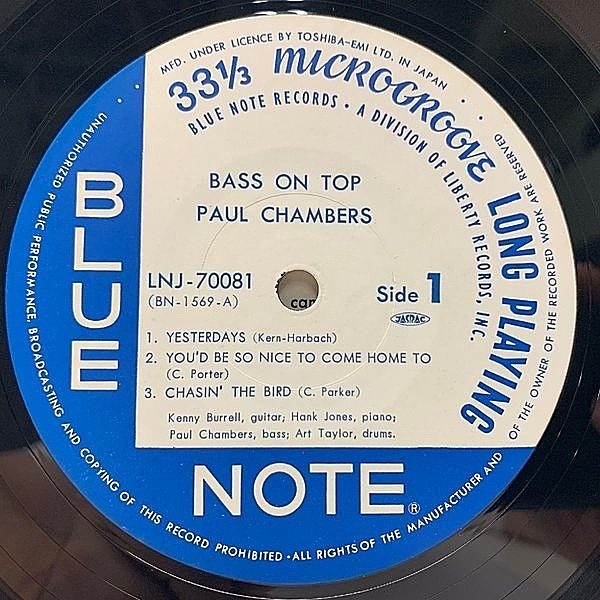 MFD. UNDER LICENCE BY TOSHIBA-EMI LTD. IN JAPAN
33 1/3 MICROGROOVE LONG PLAYING
BLUE NOTE RECORDS • A DIVISION OF LIBERTY RECORDS, INC.
BASS ON TOP
PAUL CHAMBERS
LNJ-70081
(BN-1569-A)
Side 1
JASRAC
1. YESTERDAYS (Kern-Harbach)
2. YOU'D BE SO NICE TO COME HOME TO
(C. Porter)
3. CHASIN' THE BIRD (C. Parker)
Kenny Burrell, guitar; Hank Jones, piano;
Paul Chambers, bass; Art Taylor, drums.
BLUE
NOTE®
UNAUTHORIZED PUBLIC PERFORMANCE, BROADCASTING AND COPYING OF THIS RECORD PROHIBITED • ALL RIGHTS OF THE MANUFACTURER AND OF THE OWNER OF THE RECORDED WORK ARE RESERVED